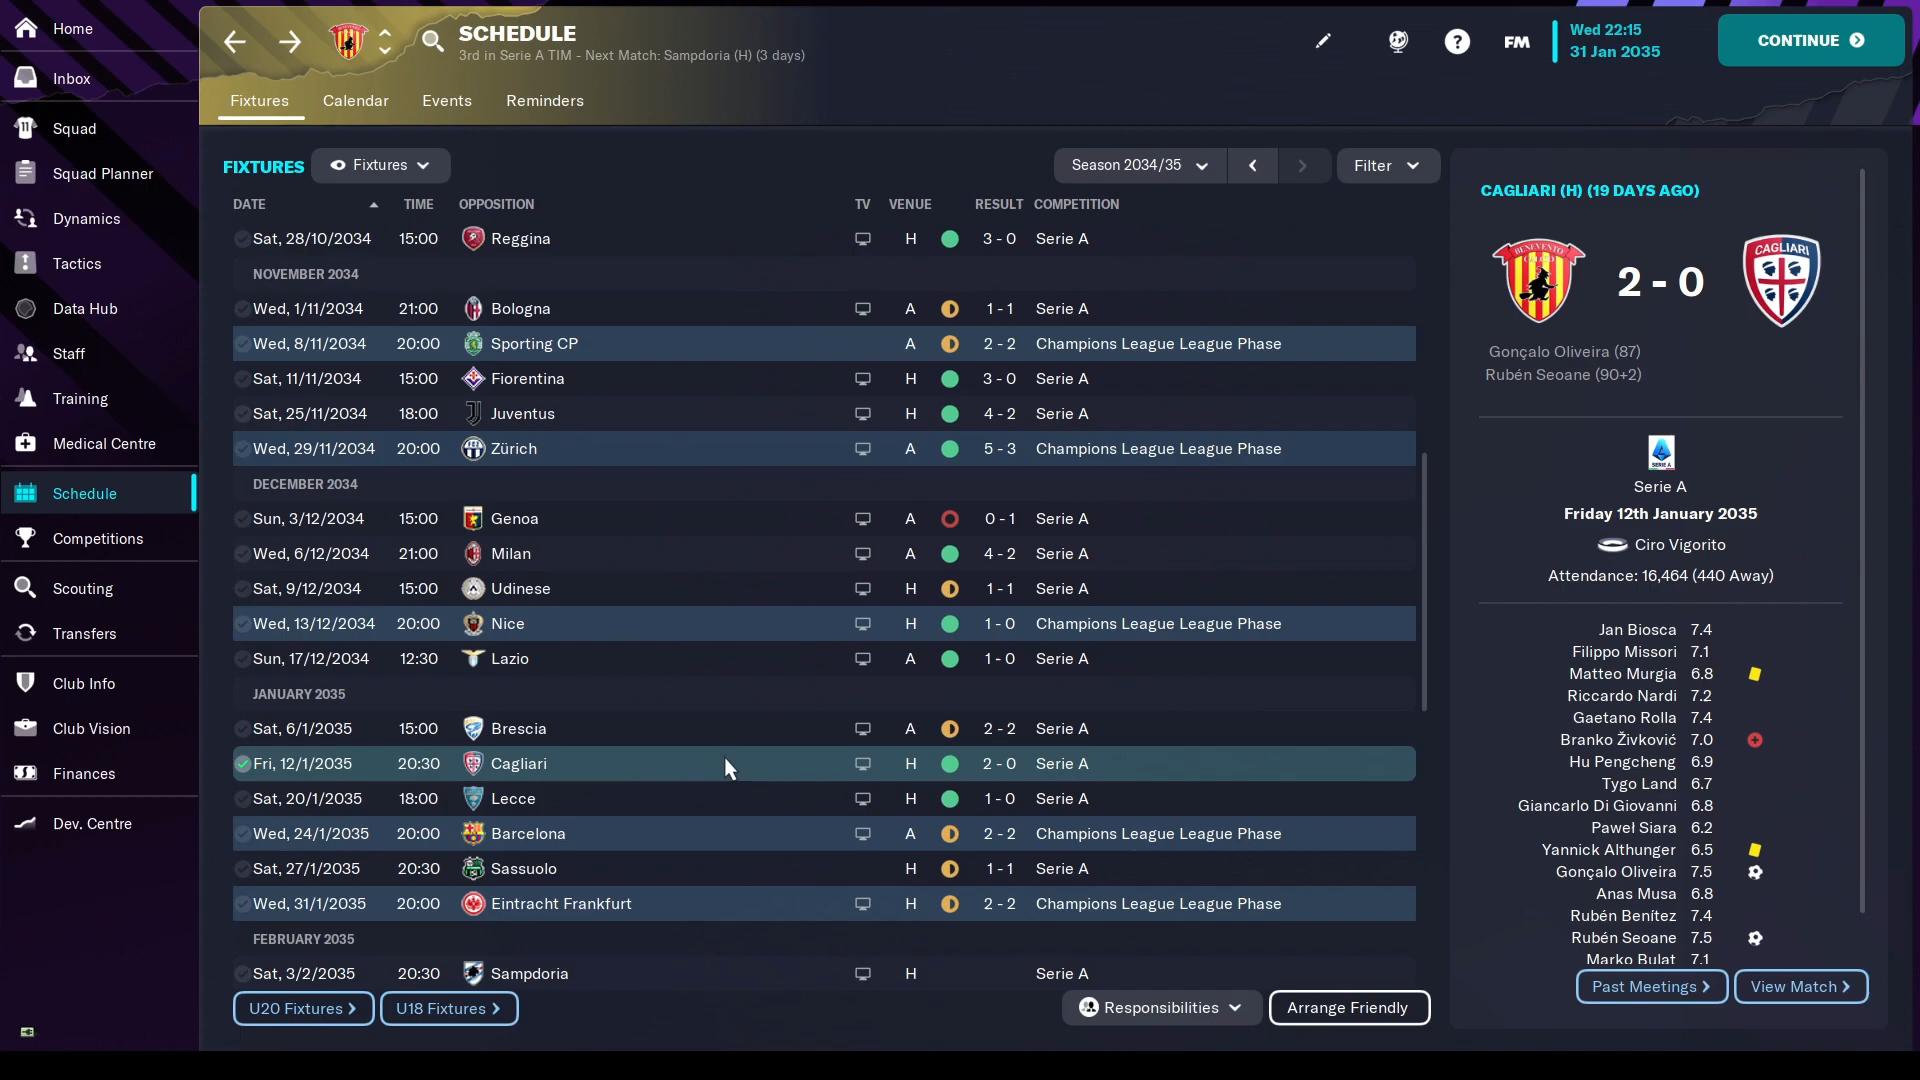 Home
Inbox
Squad
Squad Planner
Dynamics
Tactics
Data Hub
Staff
Training
Medical Centre
Schedule
Competitions
Scouting
Transfers
Club Info
Club Vision
Finances
Dev. Centre
SCHEDULE
3rd in Serie A TIM - Next Match: Sampdoria (H) (3 days)
?
FM
Wed 22:15
31 Jan 2035
CONTINUE
Fixtures Calendar Events Reminders
FIXTURES Fixtures Season 2034/35 Filter
DATE TIME OPPOSITION TV VENUE RESULT COMPETITION
Sat, 28/10/2034 15:00 Reggina H 3 - 0 Serie A
NOVEMBER 2034
Wed, 1/11/2034 21:00 Bologna A 1 - 1 Serie A
Wed, 8/11/2034 20:00 Sporting CP A 2 - 2 Champions League League Phase
Sat, 11/11/2034 15:00 Fiorentina H 3 - 0 Serie A
Sat, 25/11/2034 18:00 Juventus H 4 - 2 Serie A
Wed, 29/11/2034 20:00 Zürich A 5 - 3 Champions League League Phase
DECEMBER 2034
Sun, 3/12/2034 15:00 Genoa A 0 - 1 Serie A
Wed, 6/12/2034 21:00 Milan A 4 - 2 Serie A
Sat, 9/12/2034 15:00 Udinese H 1 - 1 Serie A
Wed, 13/12/2034 20:00 Nice H 1 - 0 Champions League League Phase
Sun, 17/12/2034 12:30 Lazio A 1 - 0 Serie A
JANUARY 2035
Sat, 6/1/2035 15:00 Brescia A 2 - 2 Serie A
Fri, 12/1/2035 20:30 Cagliari H 2 - 0 Serie A
Sat, 20/1/2035 18:00 Lecce H 1 - 0 Serie A
Wed, 24/1/2035 20:00 Barcelona A 2 - 2 Champions League League Phase
Sat, 27/1/2035 20:30 Sassuolo H 1 - 1 Serie A
Wed, 31/1/2035 20:00 Eintracht Frankfurt H 2 - 2 Champions League League Phase
FEBRUARY 2035
Sat, 3/2/2035 20:30 Sampdoria H Serie A
U20 Fixtures U18 Fixtures Responsibilities Arrange Friendly
CAGLIARI (H) (19 DAYS AGO)
BENEVENTO
CALCIO
2 - 0
CAGLIARI
Gonçalo Oliveira (87)
Rubén Seoane (90+2)
SERIE A
Serie A
Friday 12th January 2035
Ciro Vigorito
Attendance: 16,464 (440 Away)
Jan Biosca 7.4
Filippo Missori 7.1
Matteo Murgia 6.8
Riccardo Nardi 7.2
Gaetano Rolla 7.4
Branko Živković 7.0
Hu Pengcheng 6.9
Tygo Land 6.7
Giancarlo Di Giovanni 6.8
Paweł Siara 6.2
Yannick Althunger 6.5
Gonçalo Oliveira 7.5
Anas Musa 6.8
Rubén Benítez 7.4
Rubén Seoane 7.5
Marko Bulat 7.1
Past Meetings View Match